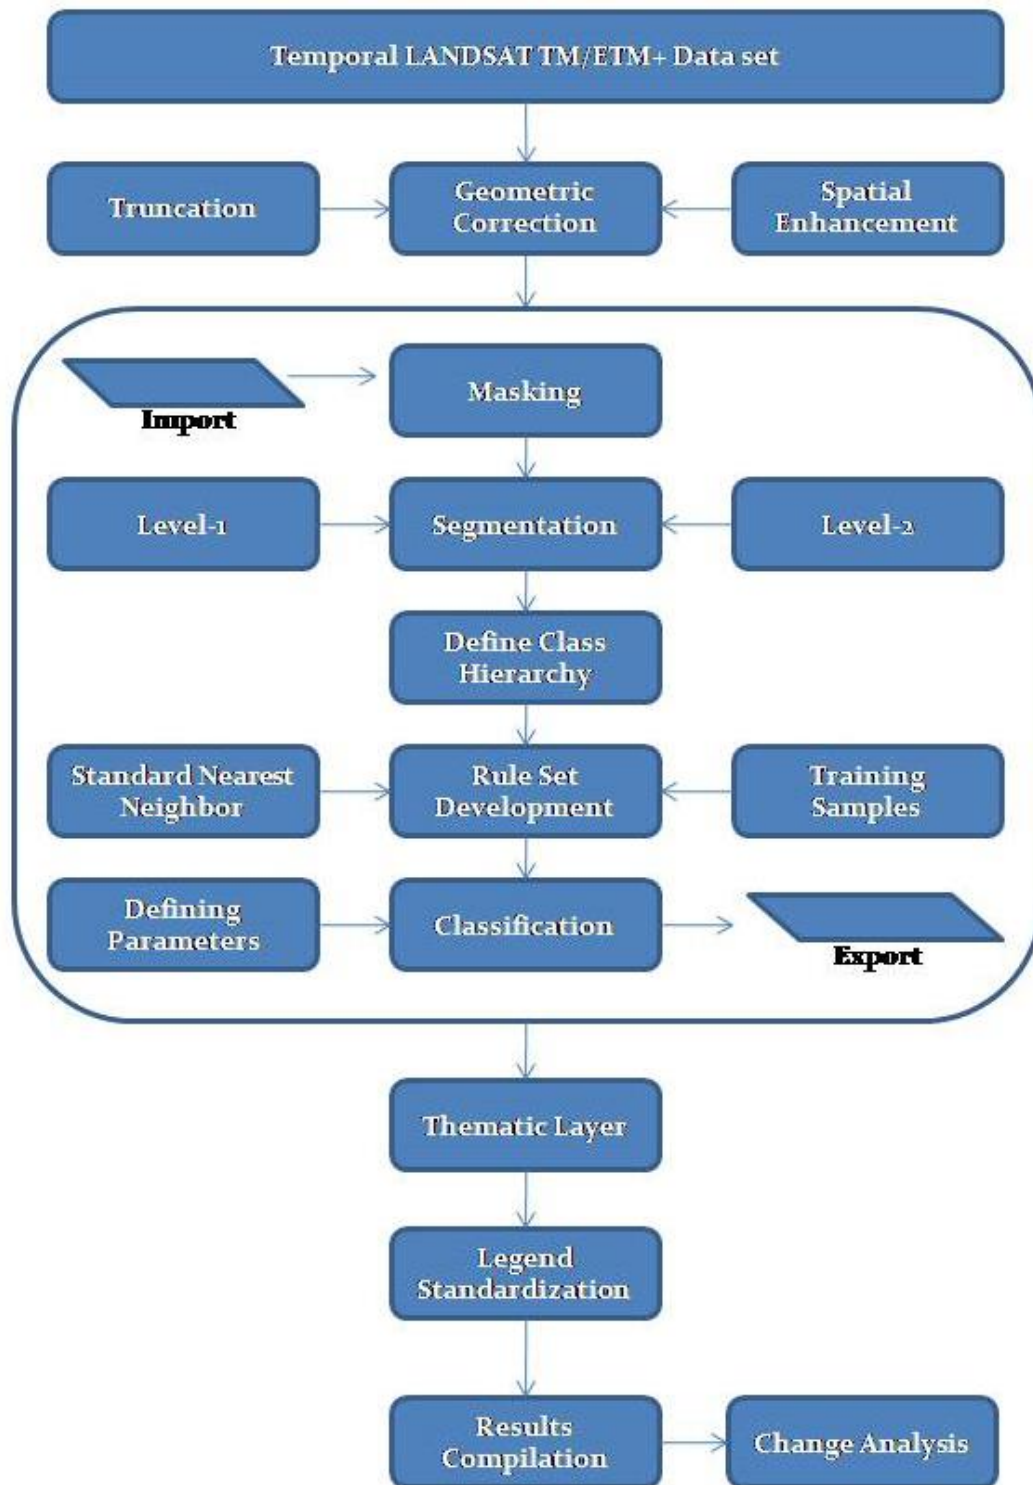 Temporal LANDSAT TM/ETM+ Data set
Truncation
Geometric
Correction
Spatial
Enhancement
Import
Masking
Level-1
Segmentation
Level-2
Define Class
Hierarchy
Standard Nearest
Neighbor
Rule Set
Development
Training
Samples
Defining
Parameters
Classification
Export
Thematic Layer
Legend
Standardization
Results
Compilation
Change Analysis